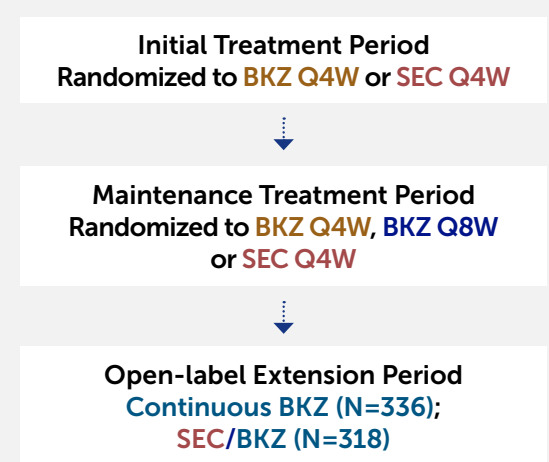 Initial Treatment Period
Randomized to BKZ Q4W or SEC Q4W
Maintenance Treatment Period
Randomized to BKZ Q4W, BKZ Q8W
or SEC Q4W
Open-label Extension Period
Continuous BKZ (N=336);
SEC/BKZ (N=318)